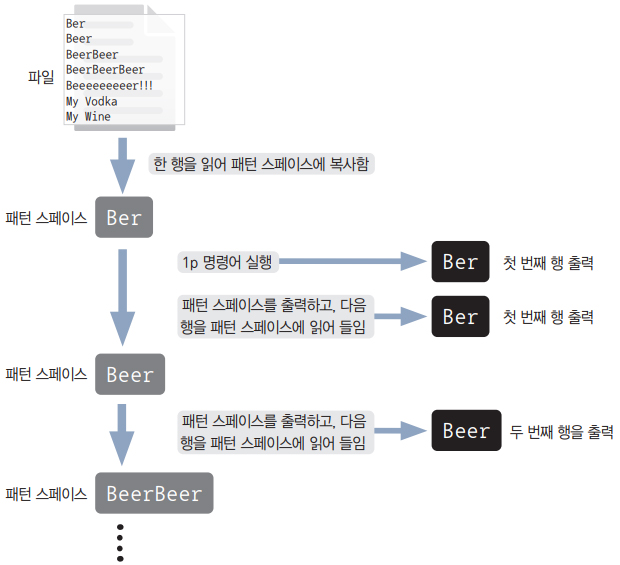 Ber
Beer
BeerBeer
BeerBeerBeer
Beeeeeeeeer!!!
My Vodka
My Wine
파일
한 행을 읽어 패턴 스페이스에 복사함
패턴 스페이스
Ber
1p 명령어 실행
Ber
첫 번째 행 출력
패턴 스페이스를 출력하고, 다음
행을 패턴 스페이스에 읽어 들임
Ber
첫 번째 행 출력
패턴 스페이스
Beer
패턴 스페이스를 출력하고, 다음
행을 패턴 스페이스에 읽어 들임
Beer
두 번째 행을 출력
패턴 스페이스
BeerBeer